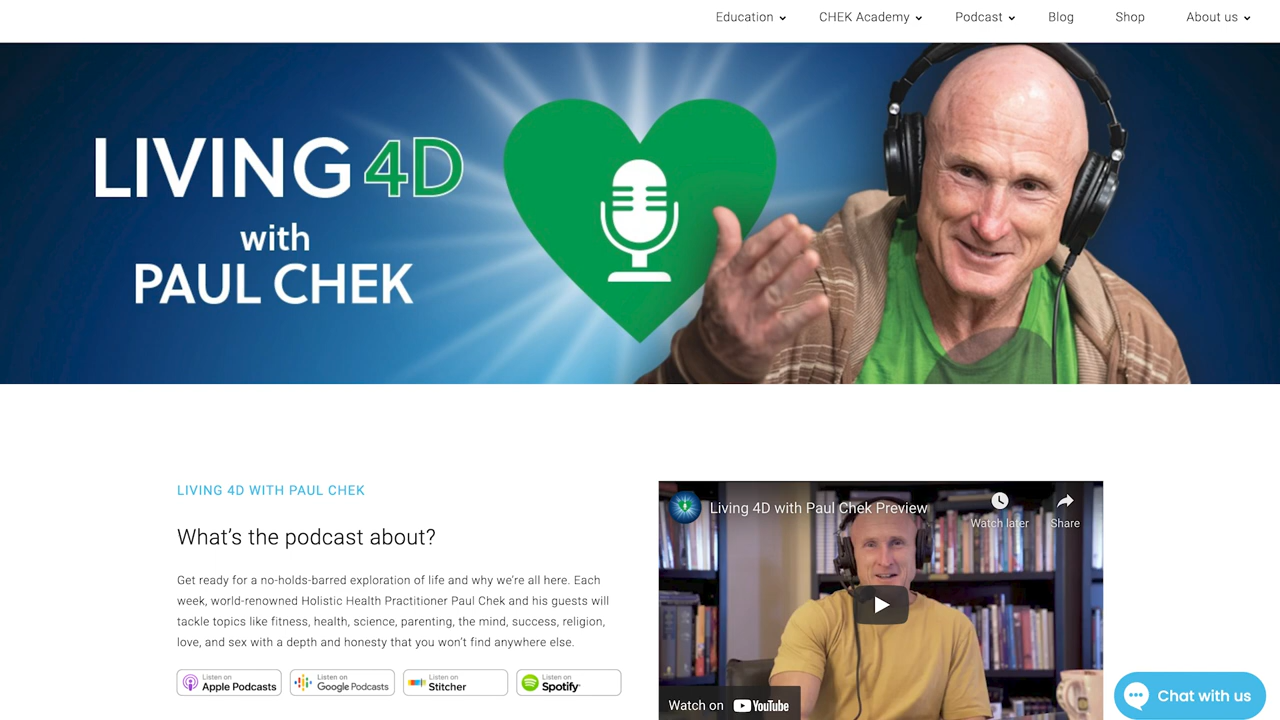 Education
CHEK Academy
Podcast
Blog
Shop
About us
LIVING 4D
with
PAUL CHEK
LIVING 4D WITH PAUL CHEK
What’s the podcast about?
Get ready for a no-holds-barred exploration of life and why we’re all here. Each
week, world-renowned Holistic Health Practitioner Paul Chek and his guests will
tackle topics like fitness, health, science, parenting, the mind, success, religion,
love, and sex with a depth and honesty that you won’t find anywhere else.
Listen on
Apple Podcasts
Listen on
Google Podcasts
Listen on
Stitcher
Listen on
Spotify
Living 4D with Paul Chek Preview
Watch later
Share
Watch on YouTube
Chat with us